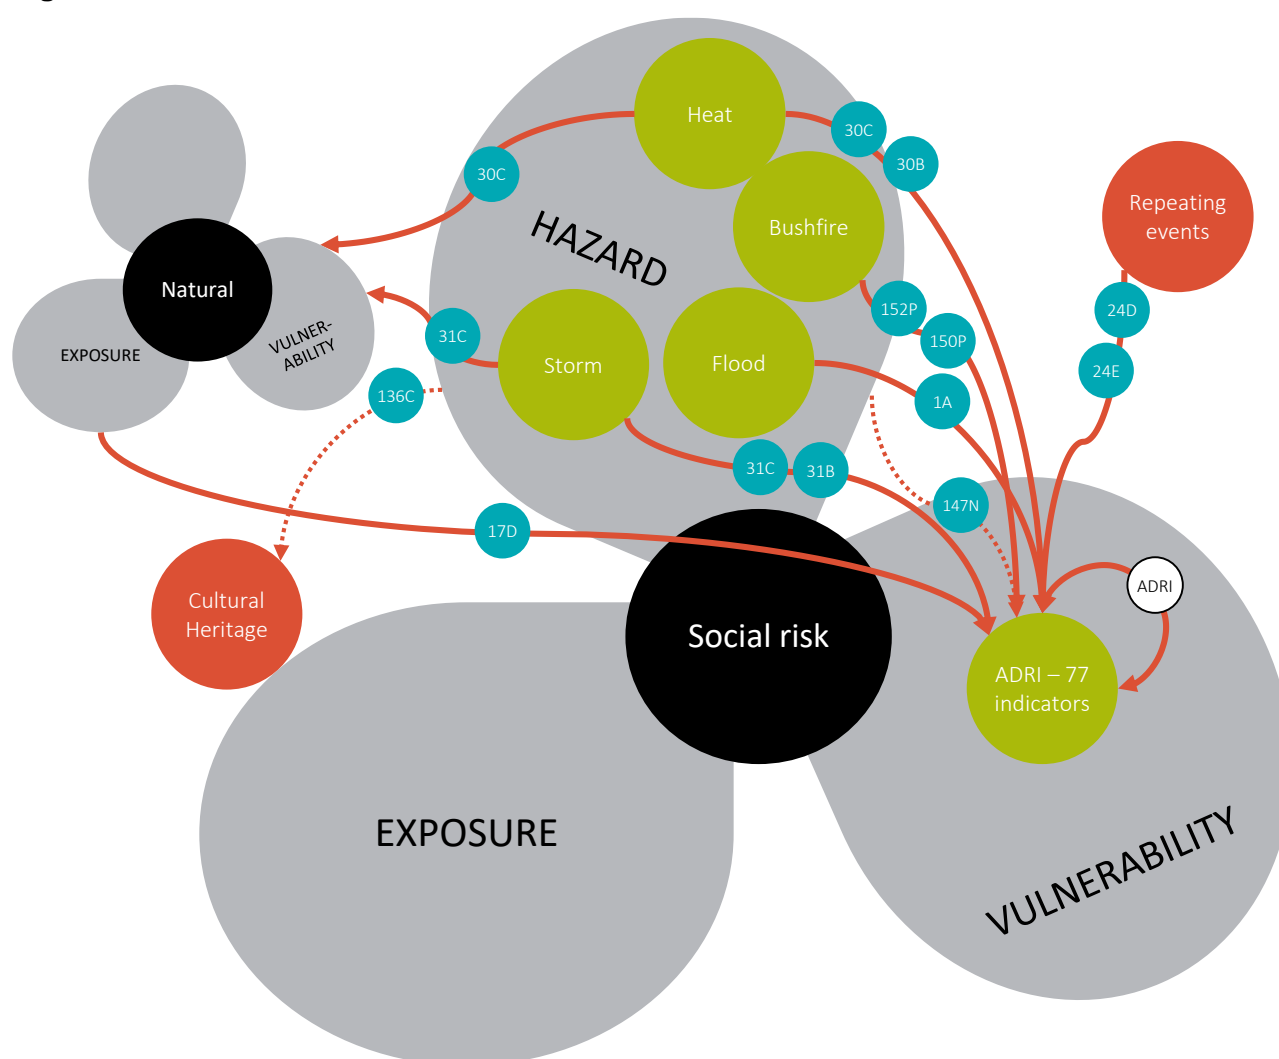 Heat
30C
30B
30C
Repeating
events
Bushfire
HAZARD
Natural
24D
152P
EXPOSURE
VULNER-
ABILITY
31C
150P
Storm
Flood
24E
136C
1A
31C
31B
147N
17D
ADRI
Cultural
Heritage
Social risk
ADRI – 77
indicators
EXPOSURE
VULNERABILITY